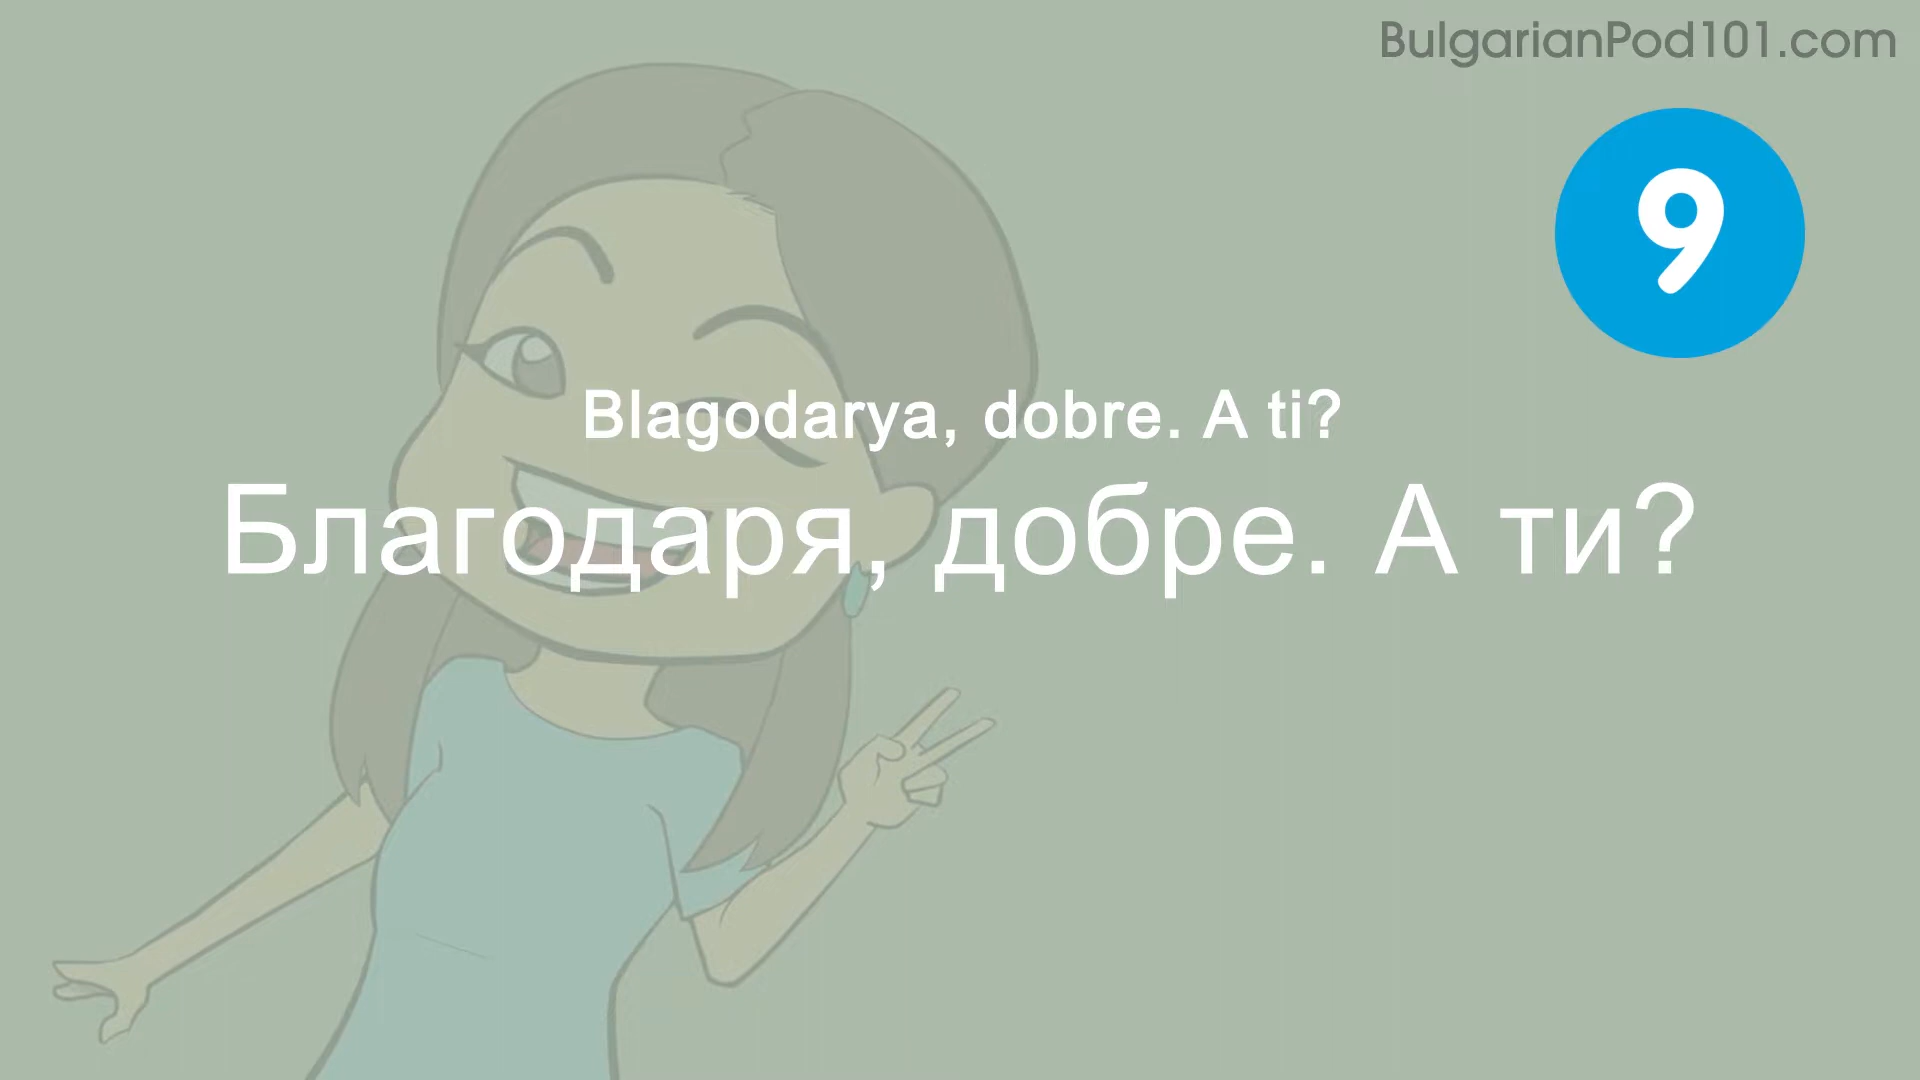 BulgarianPod101.com
9
Blagodarya, dobre. A ti?
Благодаря, добре. А ти?